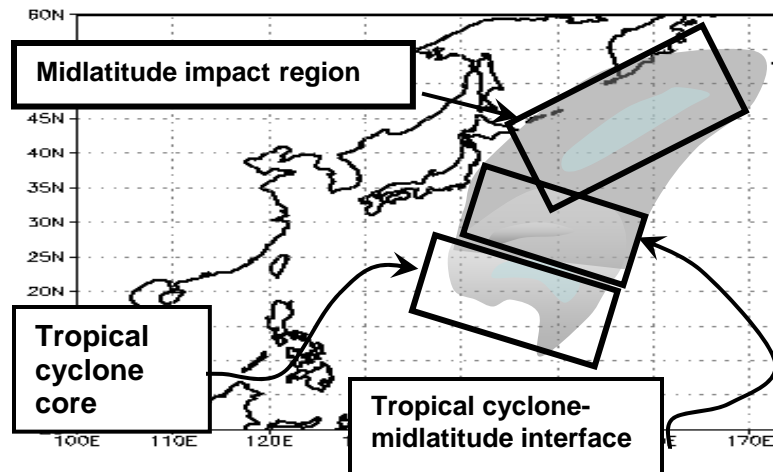 60N
Midlatitude impact region
45N
40N
35N
30N
25N
20N
Tropical
cyclone
core
Tropical cyclone-
midlatitude interface
100E
110E
120E
170E